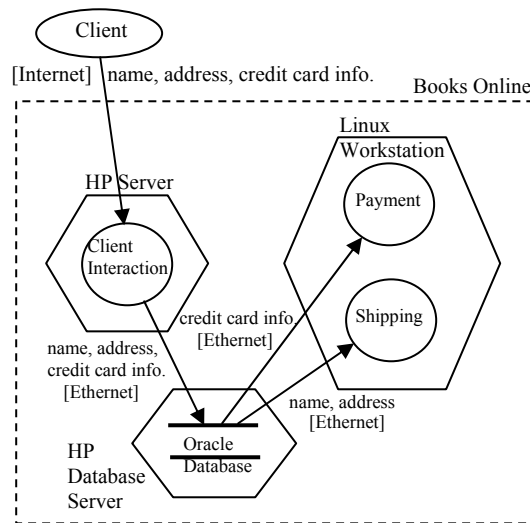 Client
[Internet] name, address, credit card info.
Books Online
Linux
Workstation
HP Server
Payment
Client
Interaction
Shipping
credit card info.
[Ethernet]
name, address,
credit card info.
[Ethernet]
name, address
[Ethernet]
Oracle
Database
HP
Database
Server